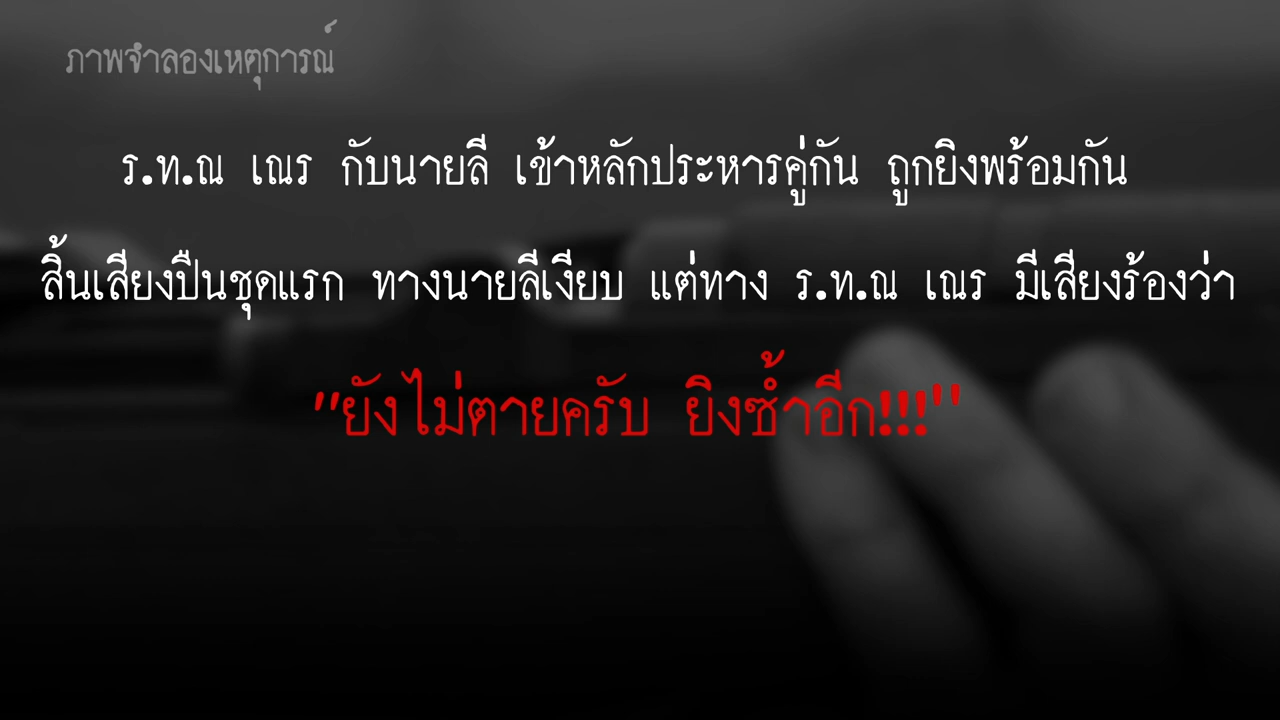 ภาพจำลองเหตุการณ์
ร.ท.ณ เณร กับนายลี เข้าหลักประหารคู่กัน ถูกยิงพร้อมกัน
สิ้นเสียงปืนชุดแรก ทางนายลีเงียบ แต่ทาง ร.ท.ณ เณร มีเสียงร้องว่า
"ยังไม่ตายครับ ยิงซ้ำอีก!!!"